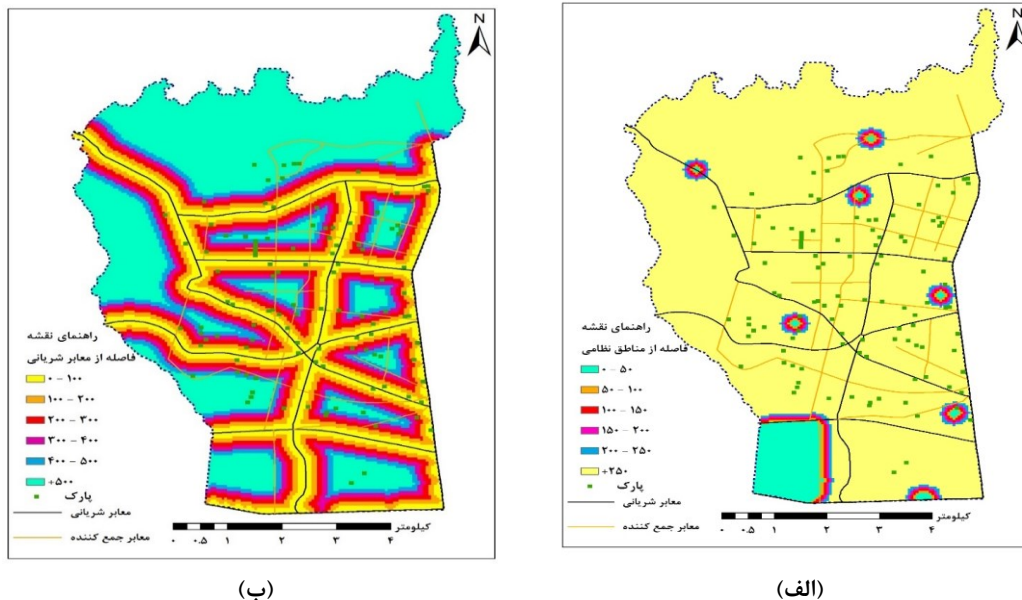 N
راهنمای نقشه
فاصله از مناطق نظامی
۰ - ۵۰
۵۰ - ۱۰۰
۱۰۰ - ۱۵۰
۱۵۰ - ۲۰۰
۲۰۰ - ۲۵۰
+۲۵۰
پارک
معابر شریانی
معابر جمع کننده
کیلومتر
۰ ۰.۵ ۱ ۲ ۳ ۴
(الف)
N
راهنمای نقشه
فاصله از معابر شریانی
۰ - ۱۰۰
۱۰۰ - ۲۰۰
۲۰۰ - ۳۰۰
۳۰۰ - ۴۰۰
۴۰۰ - ۵۰۰
+۵۰۰
پارک
معابر شریانی
معابر جمع کننده
کیلومتر
۰ ۰.۵ ۱ ۲ ۳ ۴
(ب)